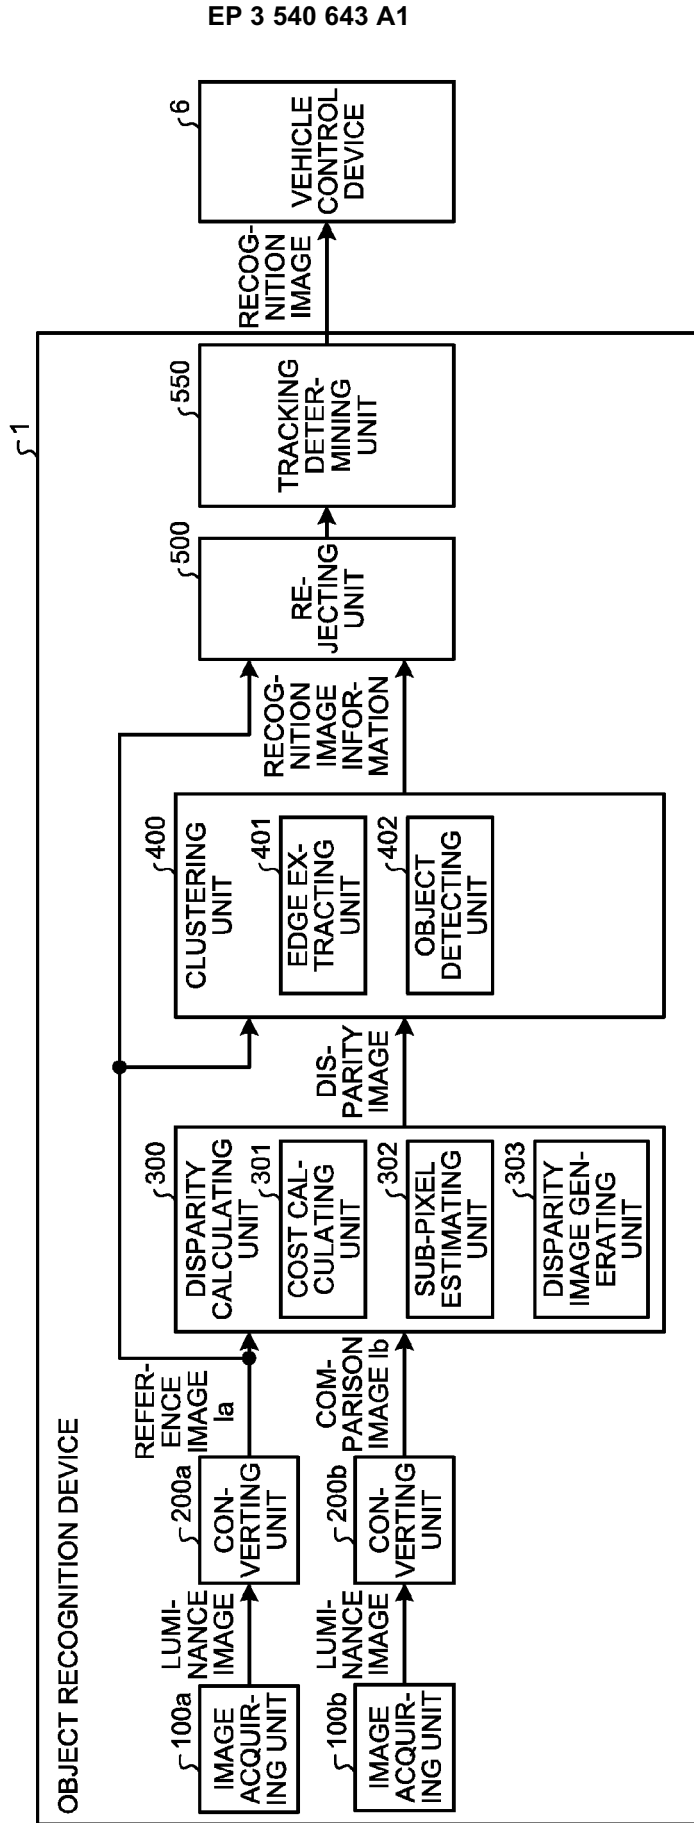 EP 3 540 643 A1
OBJECT RECOGNITION DEVICE
1
100a
IMAGE
ACQUIR-
ING UNIT
LUMI-
NANCE
IMAGE
200a
CON-
VERTING
UNIT
REFER-
ENCE
IMAGE
Ia
100b
IMAGE
ACQUIR-
ING UNIT
LUMI-
NANCE
IMAGE
200b
CON-
VERTING
UNIT
COM-
PARISON
IMAGE Ib
300
DISPARITY
CALCULATING
UNIT
301
COST CAL-
CULATING
UNIT
302
SUB-PIXEL
ESTIMATING
UNIT
303
DISPARITY
IMAGE GEN-
ERATING
UNIT
DIS-
PARITY
IMAGE
400
CLUSTERING
UNIT
401
EDGE EX-
TRACTING
UNIT
402
OBJECT
DETECTING
UNIT
RECOG-
NITION
IMAGE
INFOR-
MATION
500
RE-
JECTING
UNIT
550
TRACKING
DETER-
MINING
UNIT
RECOG-
NITION
IMAGE
6
VEHICLE
CONTROL
DEVICE